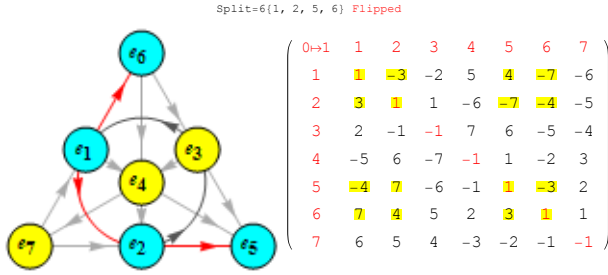 Split=6{1, 2, 5, 6} Flipped
e6
e1
e3
e4
e7
e2
e5
0↦1 1 2 3 4 5 6 7
1 1 -3 -2 5 4 -7 -6
2 3 1 1 -6 -7 -4 -5
3 2 -1 -1 7 6 -5 -4
4 -5 6 -7 -1 1 -2 3
5 -4 7 -6 -1 1 -3 2
6 7 4 5 2 3 1 1
7 6 5 4 -3 -2 -1 -1